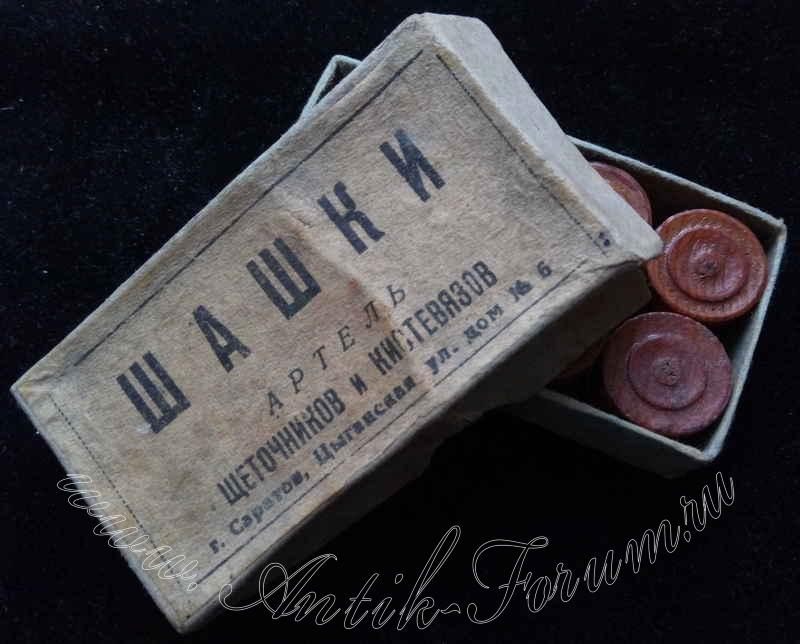 ШАШКИ
АРТЕЛЬ
ЩЕТОЧНИКОВ И КИСТЕВЯЗОВ
г. Саратов, Цыганская ул. дом № 6
www.Antik-Forum.ru